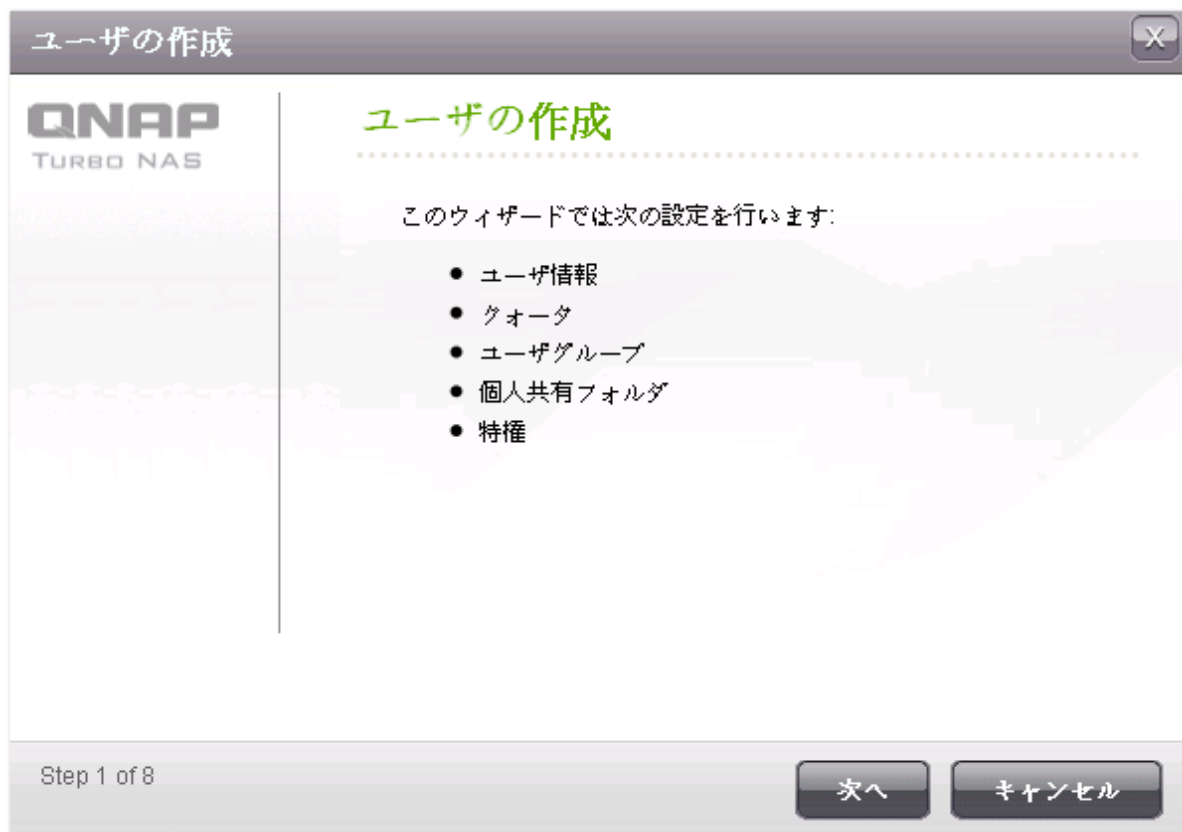 ユーザの作成
X
QNAP
TURBO NAS
ユーザの作成
このウィザードでは次の設定を行います:
● ユーザ情報
● クォータ
● ユーザグループ
● 個人共有フォルダ
● 特権
Step 1 of 8
次へ
キャンセル